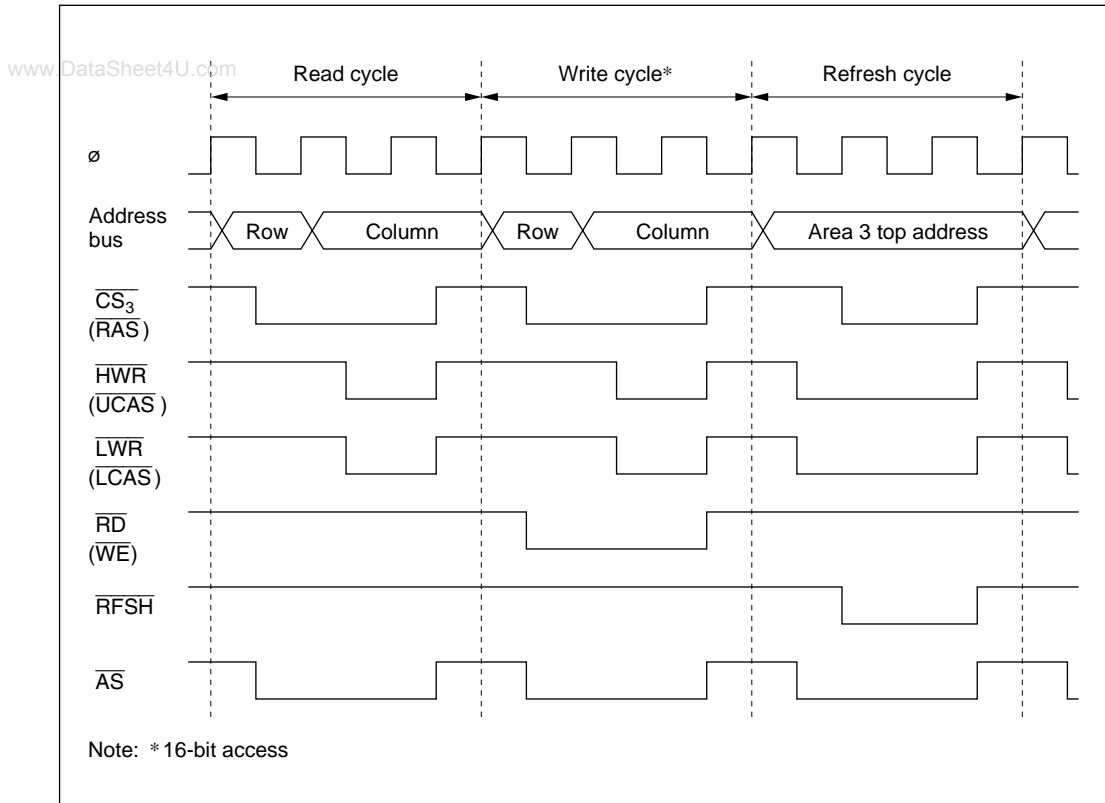 www.DataSheet4U.com
Read cycle Write cycle* Refresh cycle
ø
Address
bus
Row Column Row Column Area 3 top address
CS₃
(RAS)
HWR
(UCAS)
LWR
(LCAS)
RD
(WE)
RFSH
AS
Note: *16-bit access